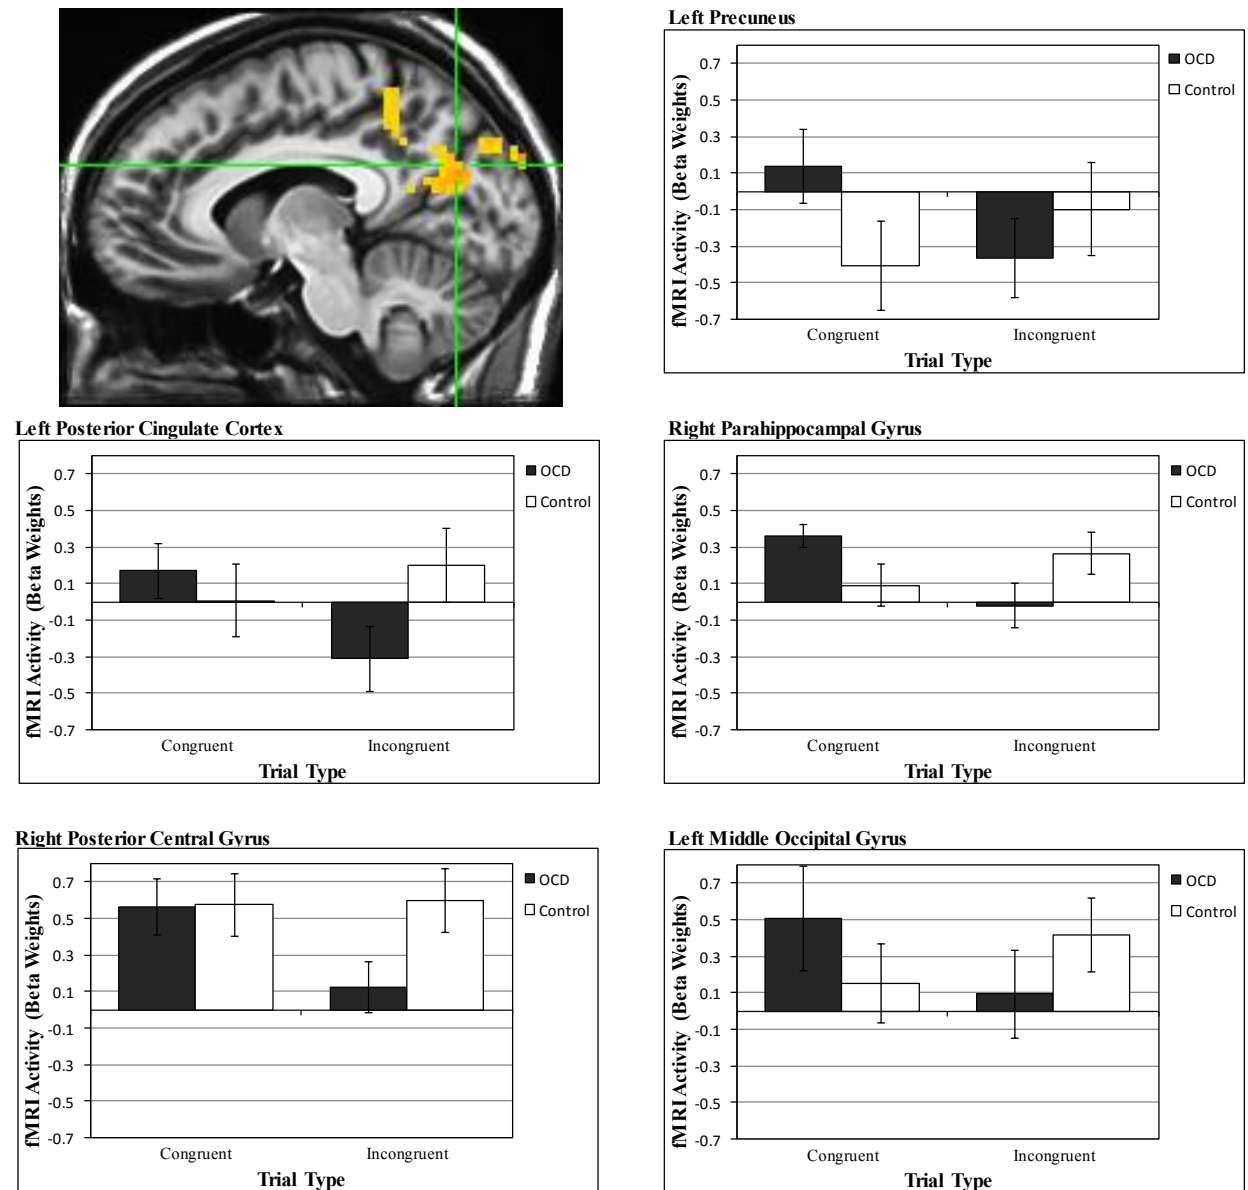 Left Precuneus
fMRI Activity (Beta Weights)
0.7
0.5
0.3
0.1
-0.1
-0.3
-0.5
-0.7
OCD
Control
Congruent Incongruent
Trial Type
Left Posterior Cingulate Cortex
fMRI Activity (Beta Weights)
0.7
0.5
0.3
0.1
-0.1
-0.3
-0.5
-0.7
OCD
Control
Congruent Incongruent
Trial Type
Right Parahippocampal Gyrus
fMRI Activity (Beta Weights)
0.7
0.5
0.3
0.1
-0.1
-0.3
-0.5
-0.7
OCD
Control
Congruent Incongruent
Trial Type
Right Posterior Central Gyrus
fMRI Activity (Beta Weights)
0.7
0.5
0.3
0.1
-0.1
-0.3
-0.5
-0.7
OCD
Control
Congruent Incongruent
Trial Type
Left Middle Occipital Gyrus
fMRI Activity (Beta Weights)
0.7
0.5
0.3
0.1
-0.1
-0.3
-0.5
-0.7
OCD
Control
Congruent Incongruent
Trial Type